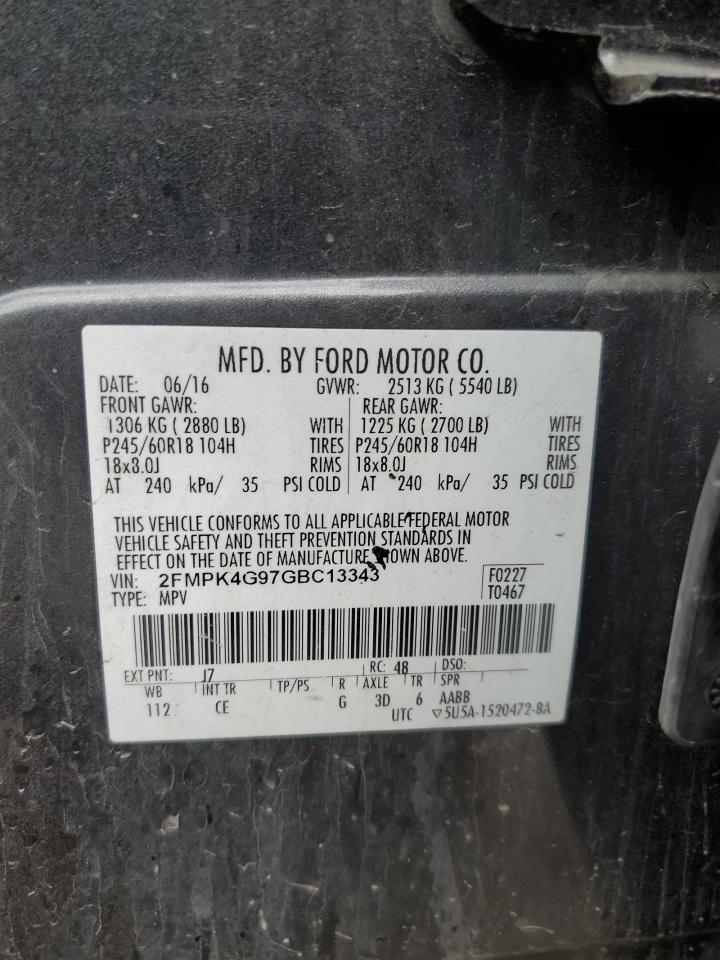 MFD. BY FORD MOTOR CO.
DATE: 06/16 GVWR: 2513 KG ( 5540 LB)
FRONT GAWR: REAR GAWR:
1306 KG ( 2880 LB) WITH 1225 KG ( 2700 LB) WITH
P245/60R18 104H TIRES P245/60R18 104H TIRES
18x8.0J RIMS 18x8.0J RIMS
AT 240 kPa/ 35 PSI COLD AT 240 kPa/ 35 PSI COLD
THIS VEHICLE CONFORMS TO ALL APPLICABLE FEDERAL MOTOR
VEHICLE SAFETY AND THEFT PREVENTION STANDARDS IN
EFFECT ON THE DATE OF MANUFACTURE SHOWN ABOVE.
VIN: 2FMPK4G97GBC13343 F0227
TYPE: MPV T0467
EXT PNT: J7 RC: 48 DSO:
WB INT TR TP/PS R AXLE TR SPR
112 CE G 3D 6 AABB
UTC ▽5U5A-1520472-BA